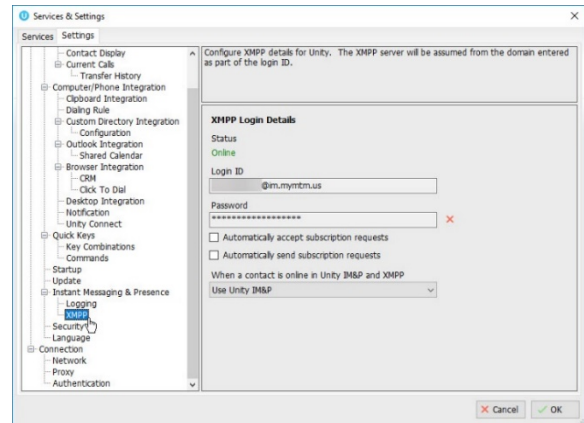 Services & Settings
Services Settings
Contact Display
Current Calls
Transfer History
Computer/Phone Integration
Clipboard Integration
Dialing Rule
Custom Directory Integration
Configuration
Outlook Integration
Shared Calendar
Browser Integration
CRM
Click To Dial
Desktop Integration
Notification
Unity Connect
Quick Keys
Key Combinations
Commands
Startup
Update
Instant Messaging & Presence
Logging
XMPP
Security
Language
Connection
Network
Proxy
Authentication
Configure XMPP details for Unity. The XMPP server will be assumed from the domain entered
as part of the login ID.
XMPP Login Details
Status
Online
Login ID
@im.mymtm.us
Password
******************
Automatically accept subscription requests
Automatically send subscription requests
When a contact is online in Unity IM&P and XMPP
Use Unity IM&P
Cancel OK